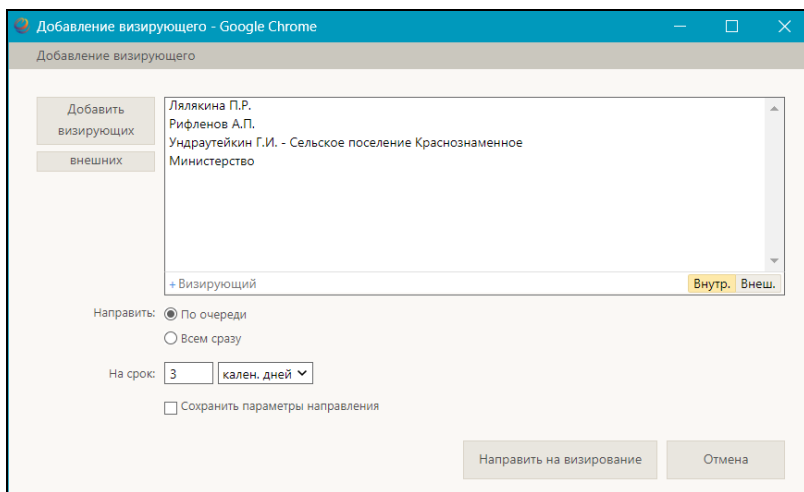 Добавление визирующего - Google Chrome
Добавление визирующего
Добавить
визирующих
внешних
Лялякина П.Р.
Рифленов А.П.
Ундраутейкин Г.И. - Сельское поселение Краснознаменное
Министерство
+ Визирующий
Внутр. Внеш.
Направить: По очереди
Всем сразу
На срок: 3 кален. дней
Сохранить параметры направления
Направить на визирование Отмена